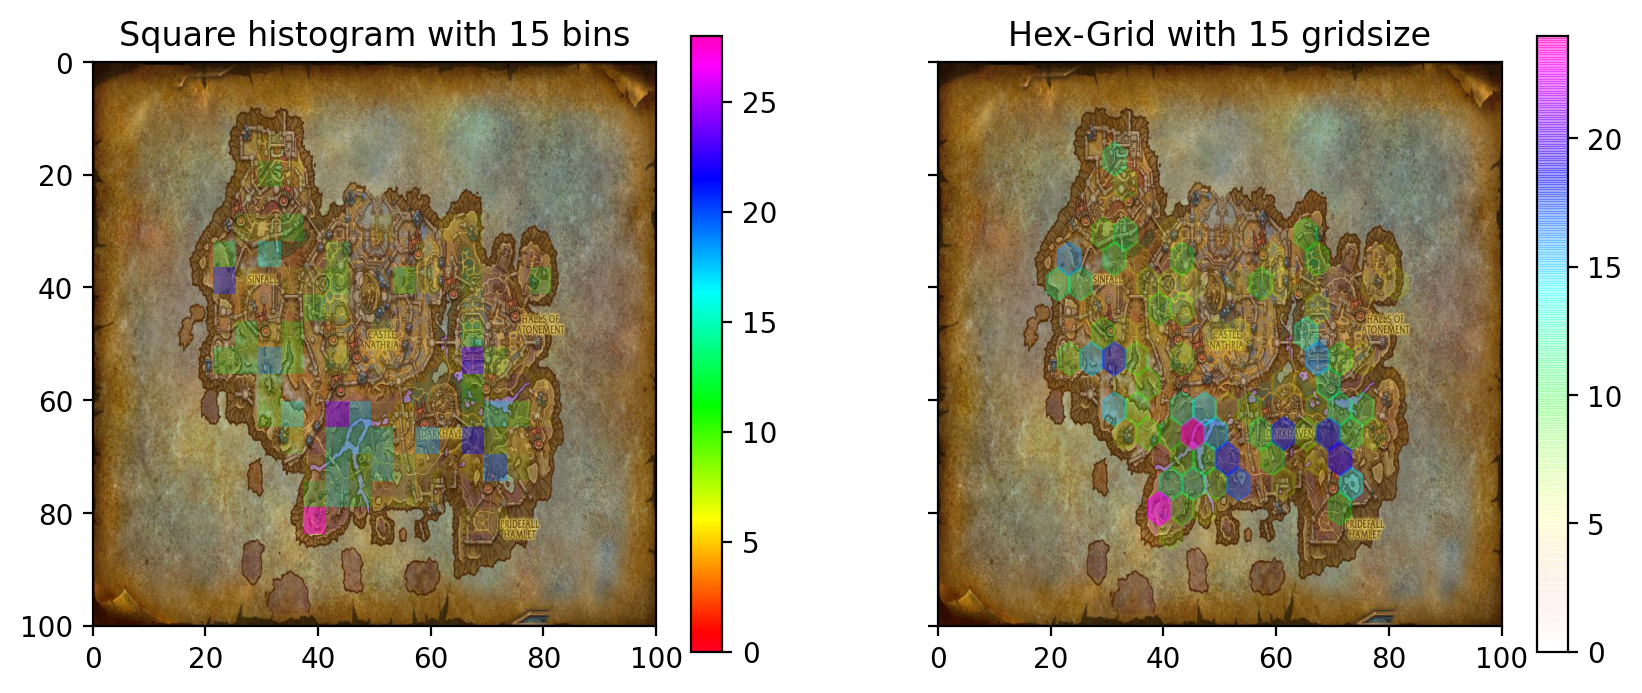 Square histogram with 15 bins
0
20
40
60
80
100
0
20
40
60
80
100
SINFALL
CASTLE
NATHRIA
HALLS OF
ATONEMENT
DARKHAVEN
PRIDEFALL
HAMLET
25
20
15
10
5
0
Hex-Grid with 15 gridsize
0
20
40
60
80
100
SINFALL
CASTLE
NATHRIA
HALLS OF
ATONEMENT
DARKHAVEN
PRIDEFALL
HAMLET
20
15
10
5
0